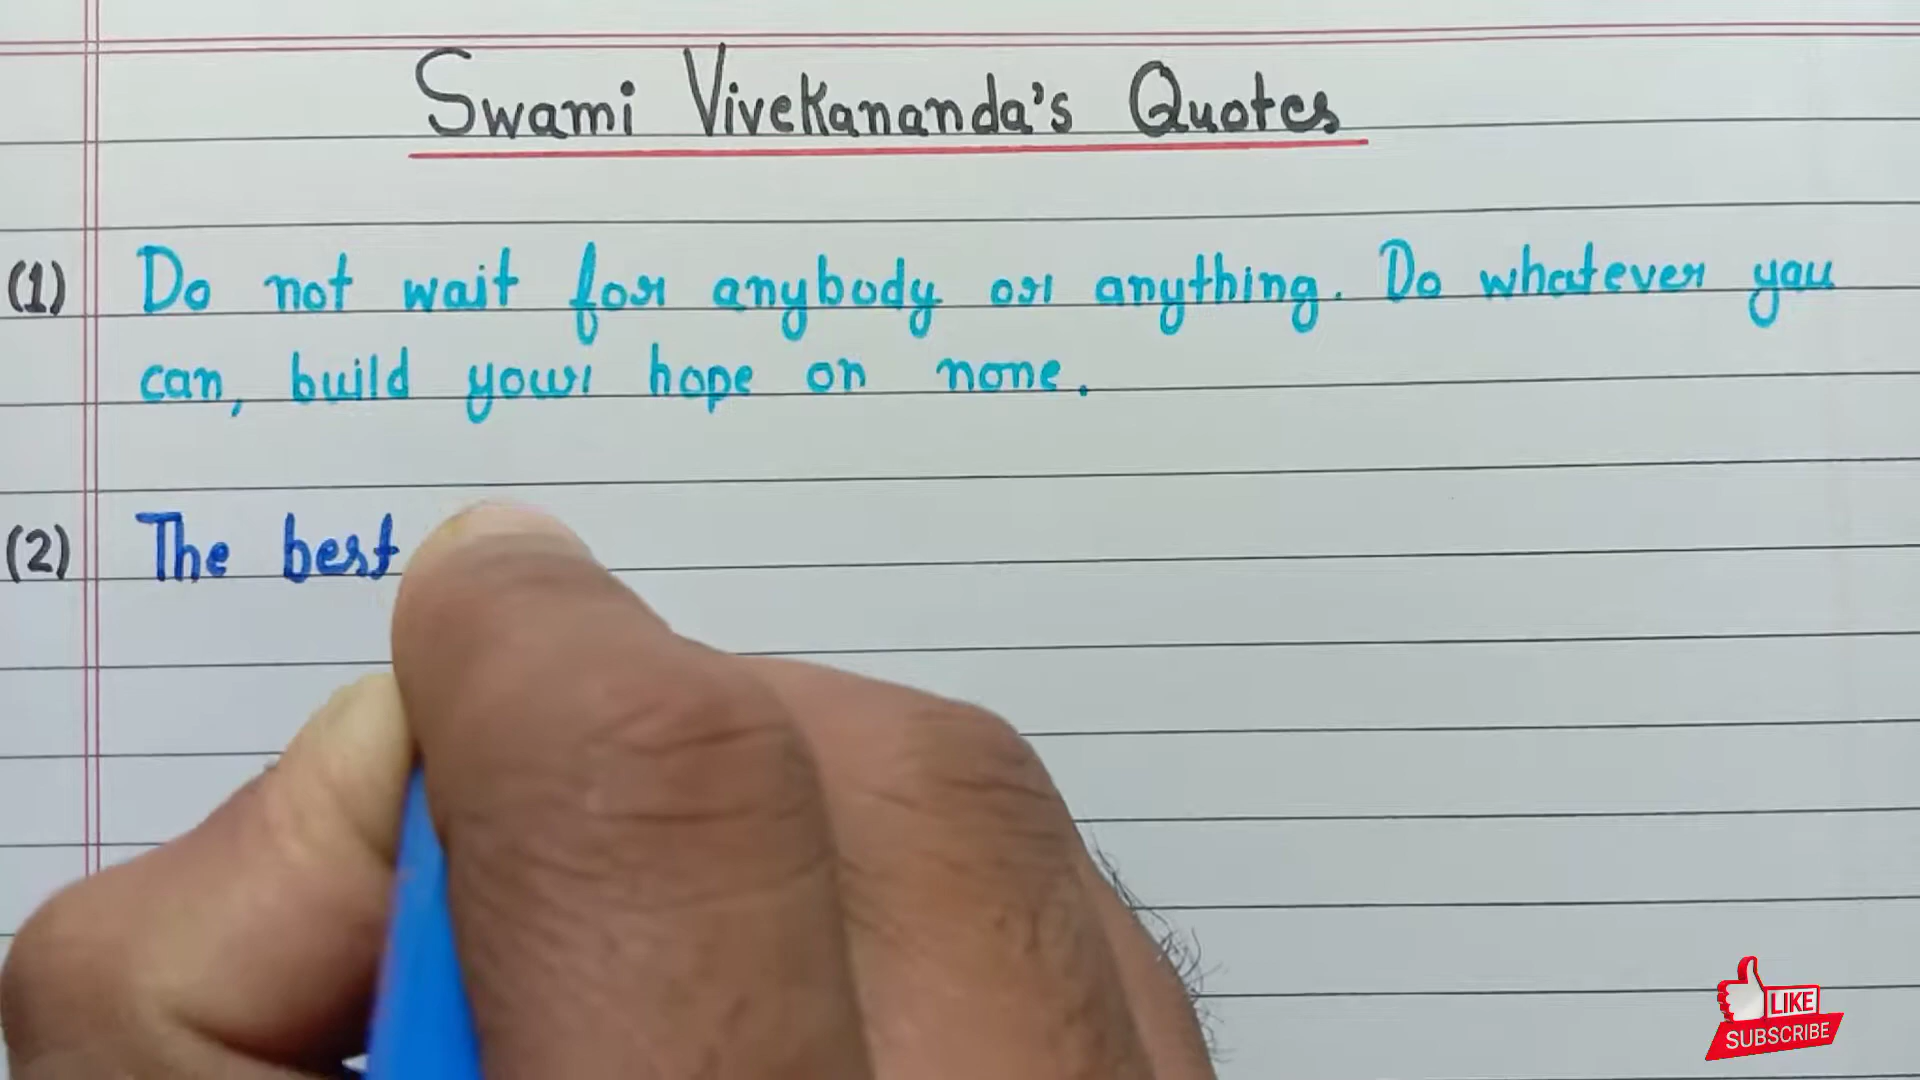 Swami Vivekananda's Quotes
(1) Do not wait for anybody or anything. Do whatever you
can, build your hope on none.
(2) The best
LIKE
SUBSCRIBE